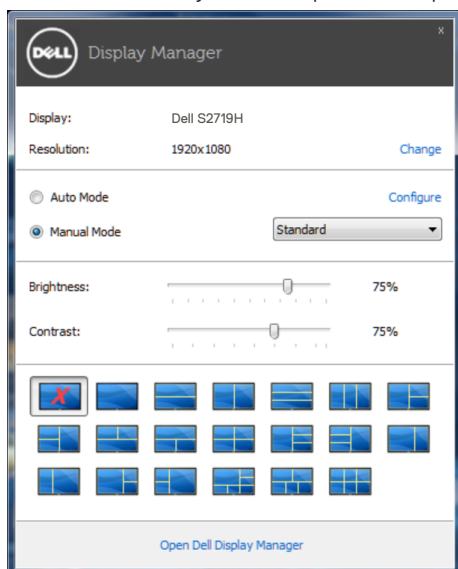 x
DELL Display Manager
Display: Dell S2719H
Resolution: 1920x1080 Change
Auto Mode Configure
Manual Mode Standard
Brightness: 75%
Contrast: 75%
Open Dell Display Manager